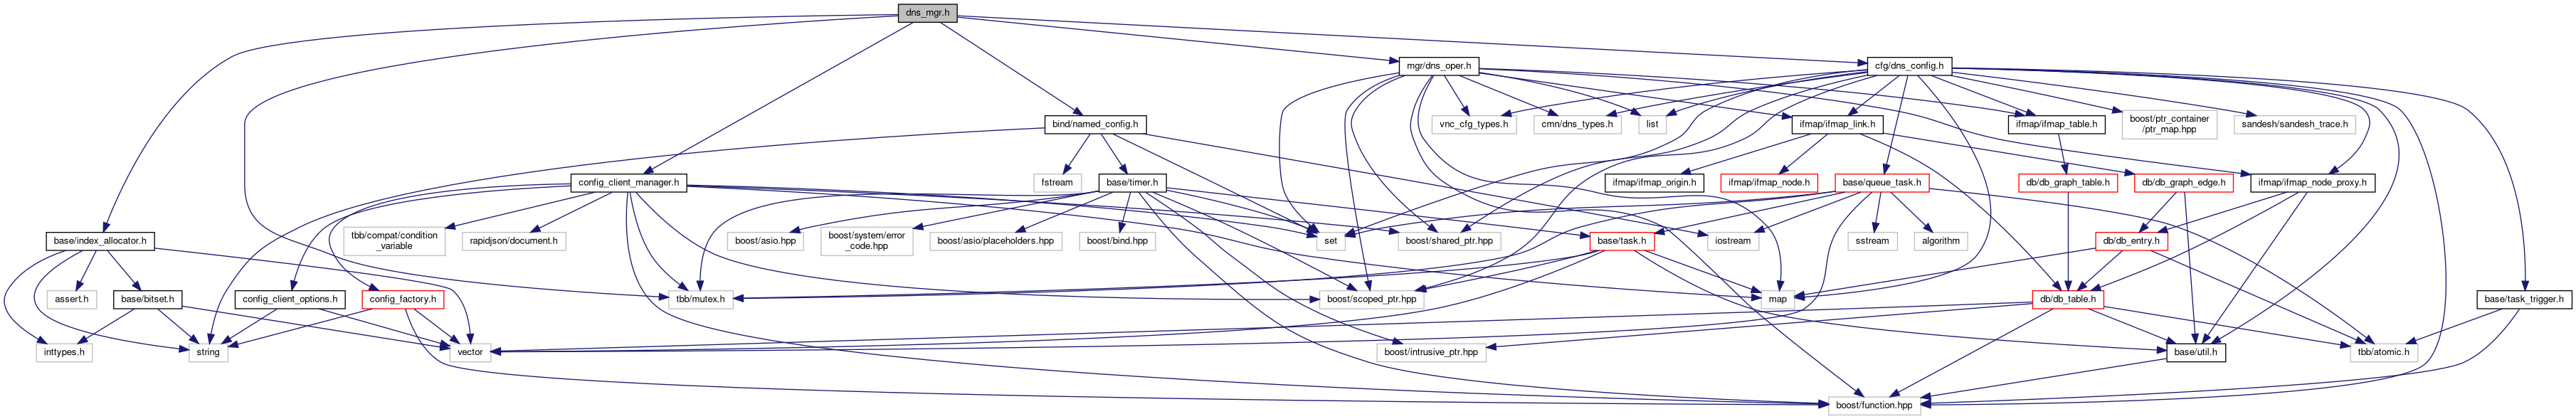 dns_mgr.h
mgr/dns_oper.h
cfg/dns_config.h
bind/named_config.h
vnc_cfg_types.h
cmn/dns_types.h
list
ifmap/ifmap_link.h
ifmap/ifmap_table.h
boost/ptr_container
/ptr_map.hpp
sandesh/sandesh_trace.h
config_client_manager.h
fstream
base/timer.h
ifmap/ifmap_origin.h
ifmap/ifmap_node.h
base/queue_task.h
db/db_graph_table.h
db/db_graph_edge.h
ifmap/ifmap_node_proxy.h
base/index_allocator.h
tbb/compat/condition
_variable
rapidjson/document.h
boost/asio.hpp
boost/system/error
_code.hpp
boost/asio/placeholders.hpp
boost/bind.hpp
set
boost/shared_ptr.hpp
base/task.h
iostream
sstream
algorithm
db/db_entry.h
assert.h
base/bitset.h
config_client_options.h
config_factory.h
tbb/mutex.h
boost/scoped_ptr.hpp
map
db/db_table.h
base/task_trigger.h
inttypes.h
string
vector
boost/intrusive_ptr.hpp
base/util.h
tbb/atomic.h
boost/function.hpp